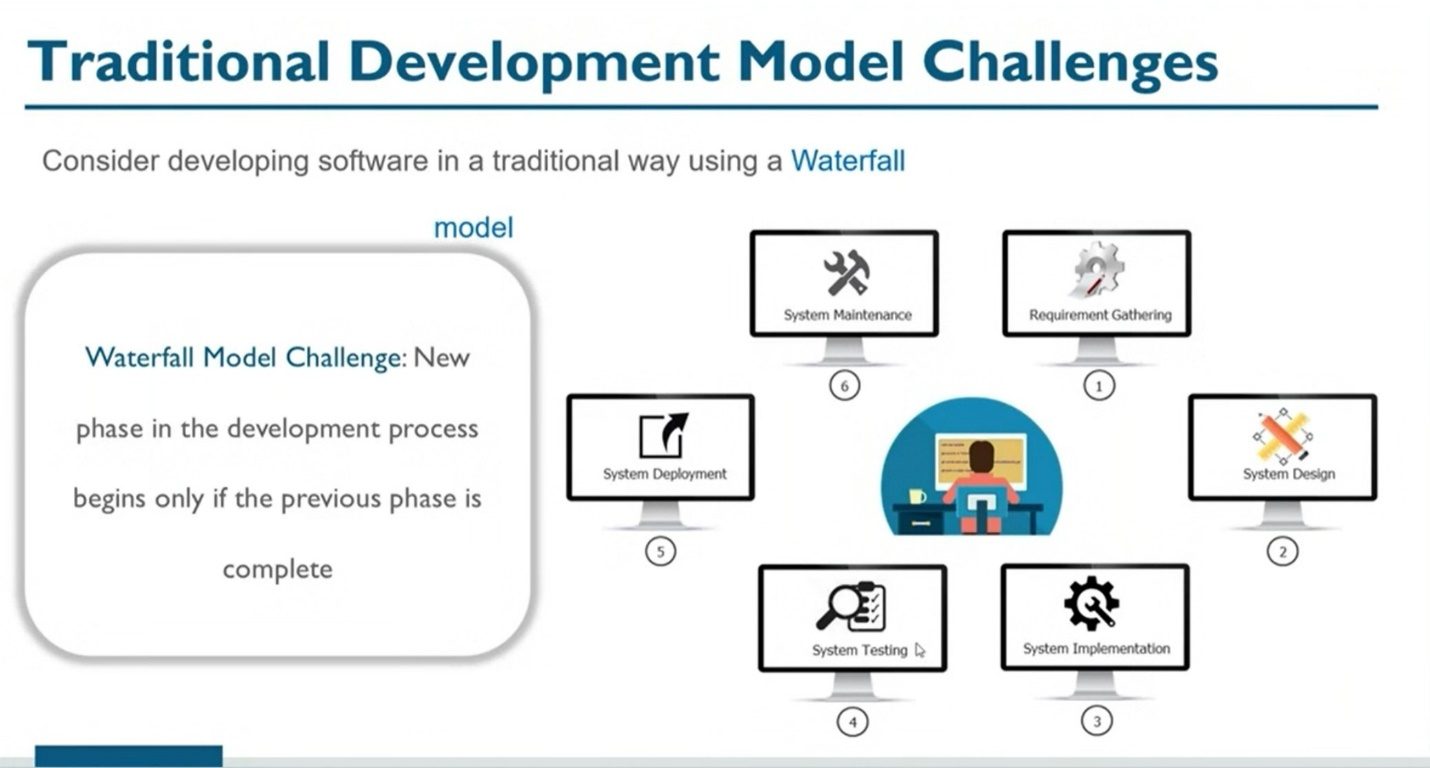 Traditional Development Model Challenges
Consider developing software in a traditional way using a Waterfall
model
Waterfall Model Challenge: New
phase in the development process
begins only if the previous phase is
complete
System Maintenance
6
Requirement Gathering
1
System Deployment
5
System Design
2
System Testing
4
System Implementation
3